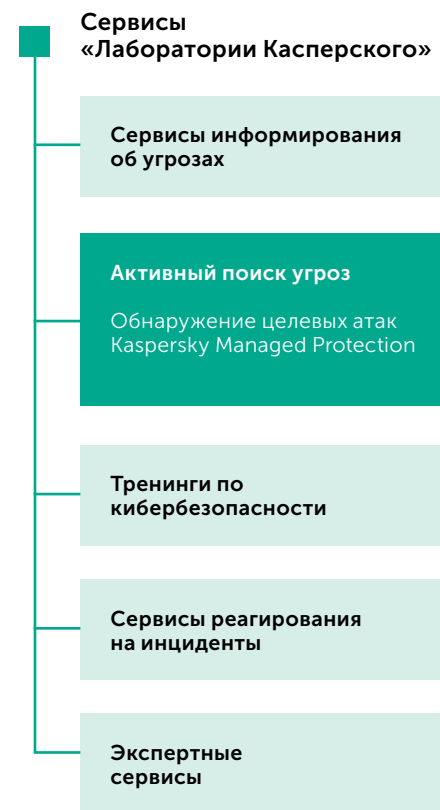 Сервисы
«Лаборатории Касперского»
Сервисы информирования
об угрозах
Активный поиск угроз
Обнаружение целевых атак
Kaspersky Managed Protection
Тренинги по
кибербезопасности
Сервисы реагирования
на инциденты
Экспертные
сервисы